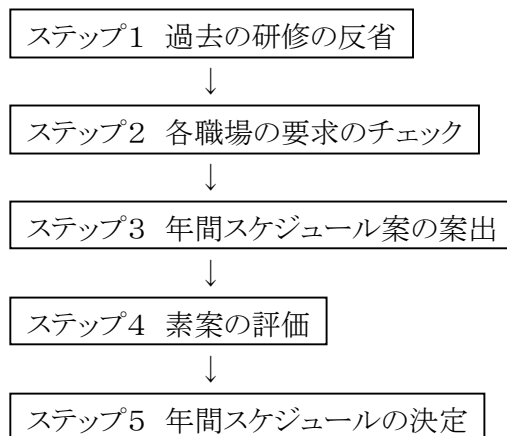 ステップ1 過去の研修の反省
↓
ステップ2 各職場の要求のチェック
↓
ステップ3 年間スケジュール案の案出
↓
ステップ4 素案の評価
↓
ステップ5 年間スケジュールの決定